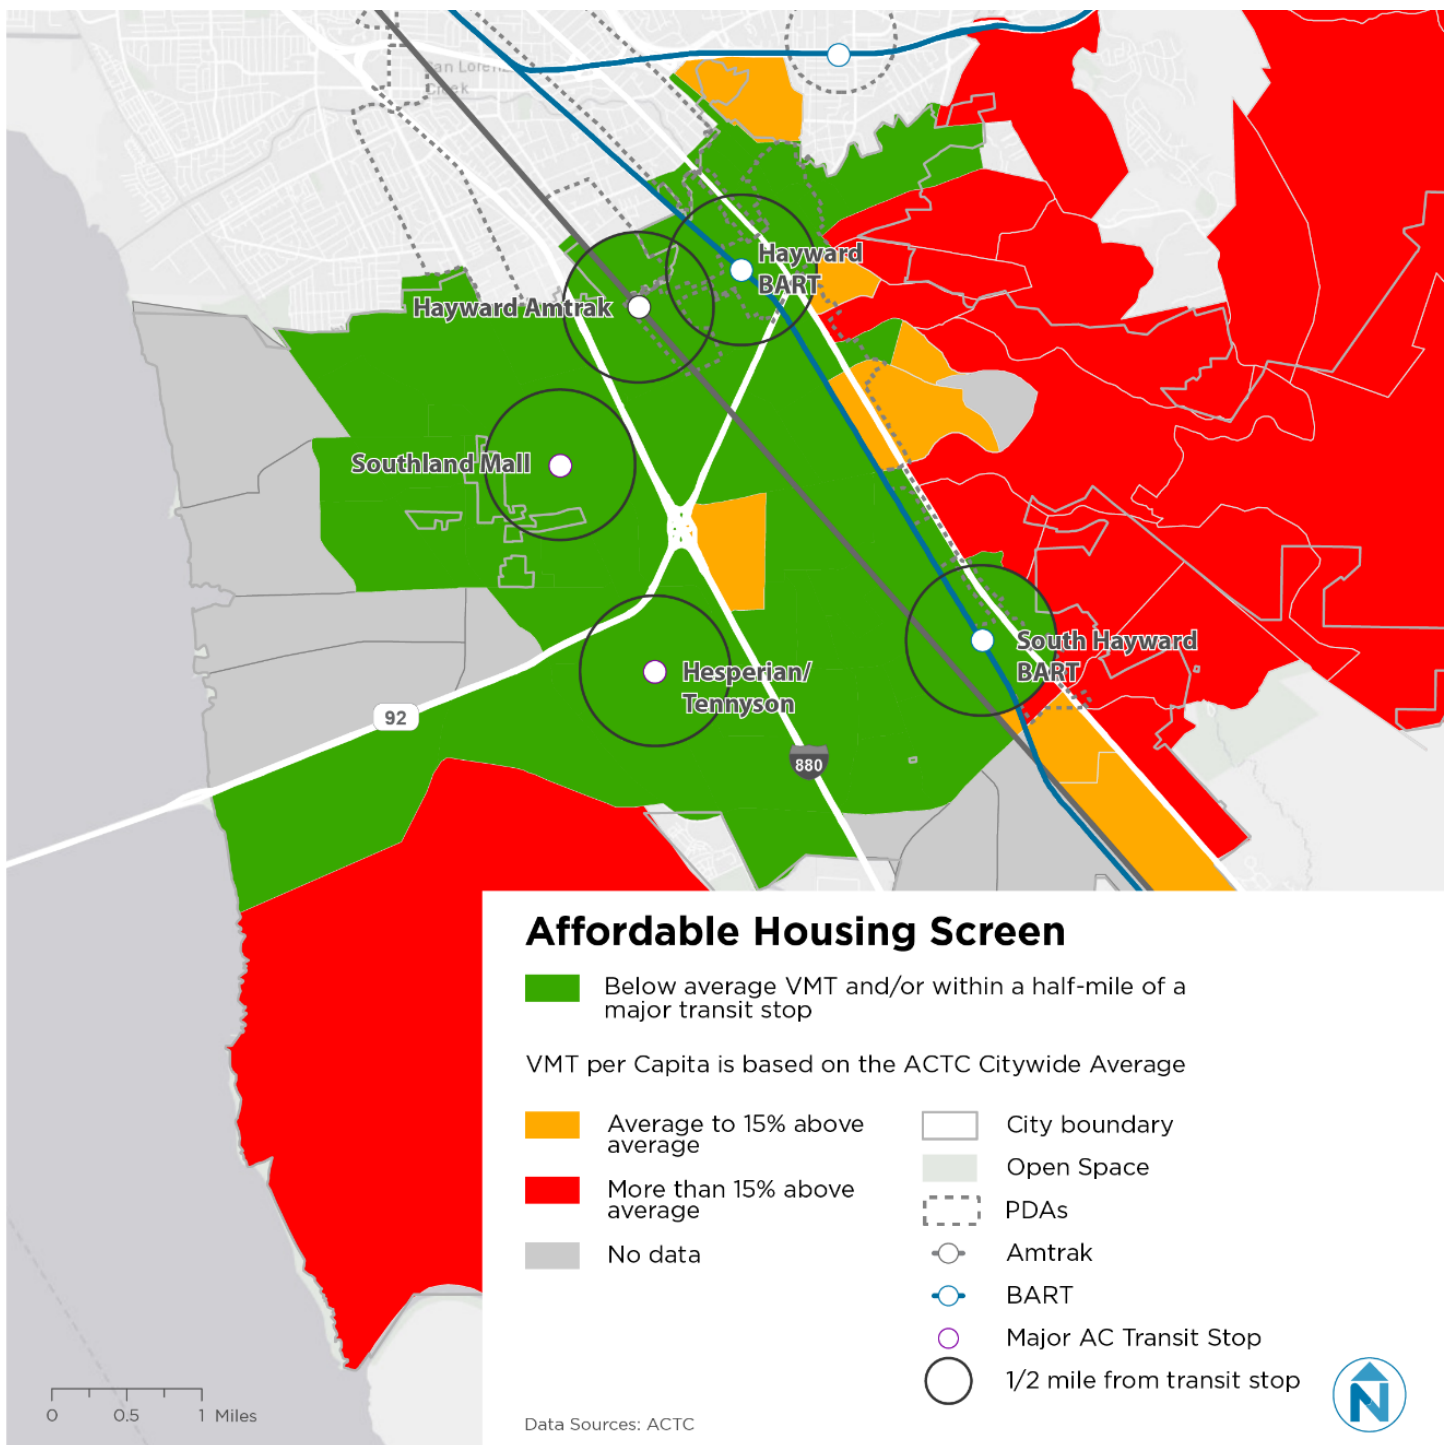 San Lorenzo
Creek
Hayward
BART
Hayward Amtrak
Southland Mall
South Hayward
BART
Hesperian/
Tennyson
92
880
Affordable Housing Screen
Below average VMT and/or within a half-mile of a
major transit stop
VMT per Capita is based on the ACTC Citywide Average
Average to 15% above
average
More than 15% above
average
No data
City boundary
Open Space
PDAs
Amtrak
BART
Major AC Transit Stop
1/2 mile from transit stop
0 0.5 1 Miles
Data Sources: ACTC
N